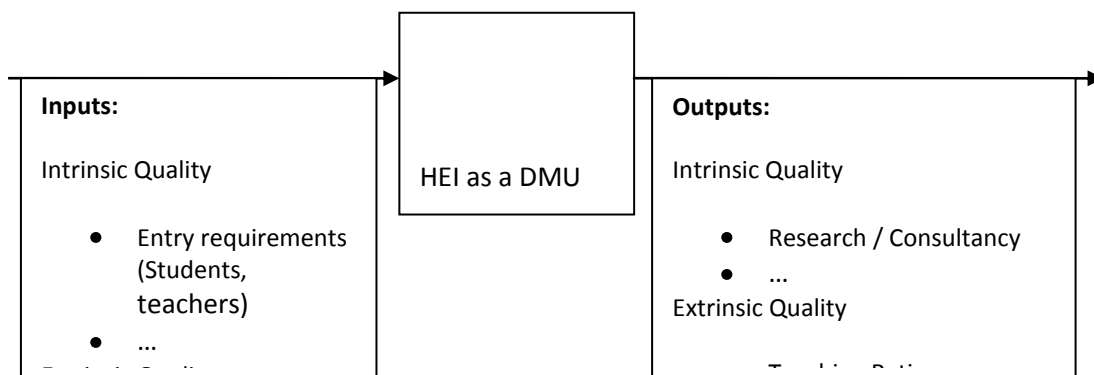 Inputs:
Intrinsic Quality
● Entry requirements
(Students,
teachers)
● ...
HEI as a DMU
Outputs:
Intrinsic Quality
● Research / Consultancy
● ...
Extrinsic Quality